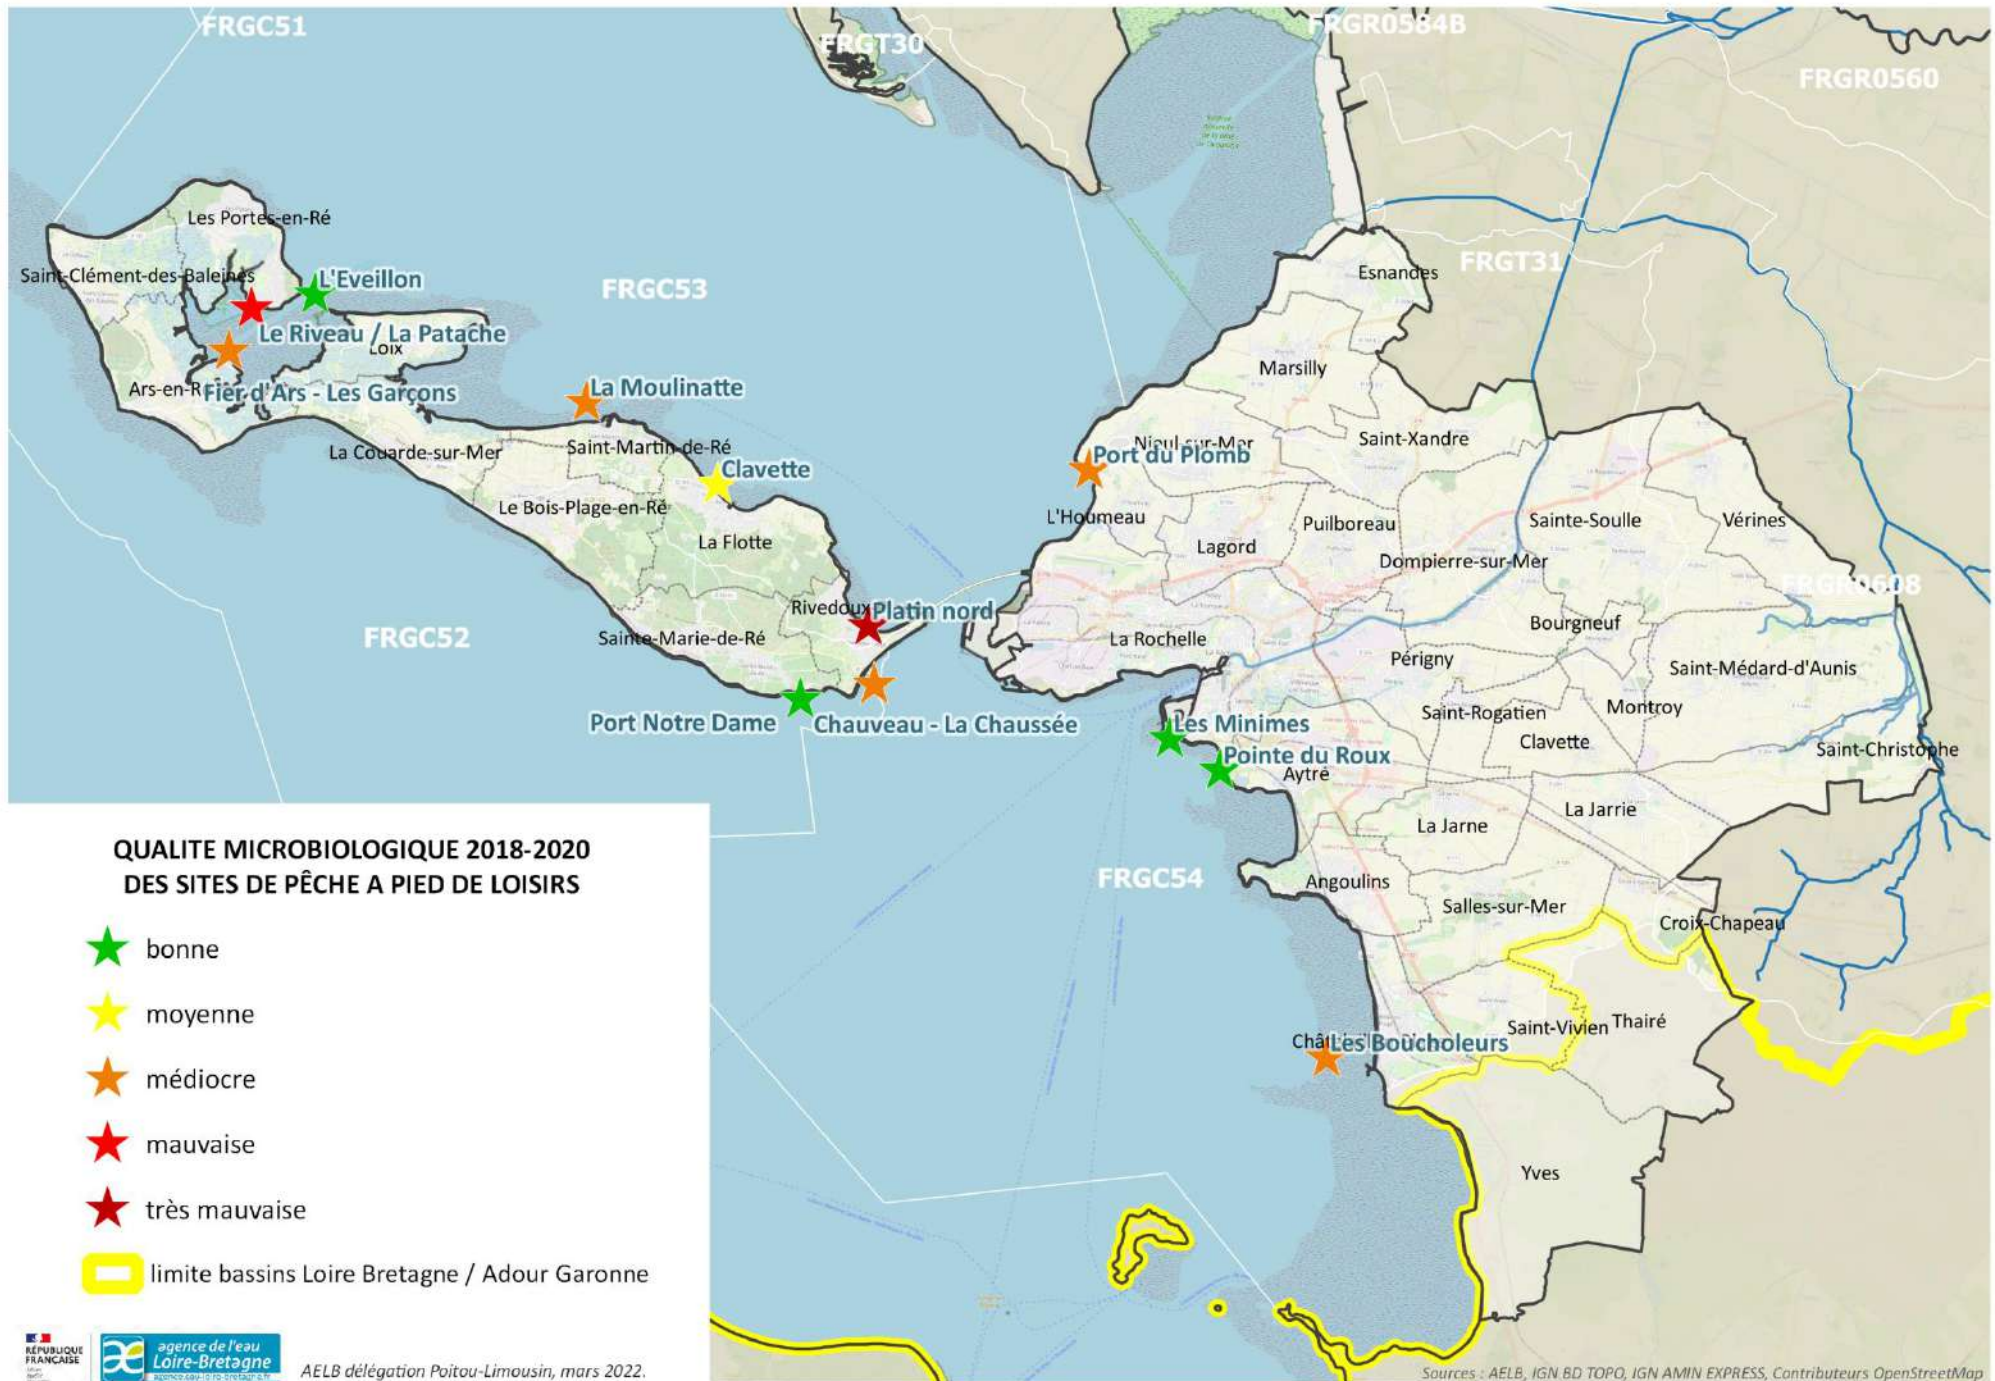 FRGC51
FRGT30
FRGR0584B
FRGR0560
Les Portes-en-Ré
Saint-Clément-des-Baleines
L'Eveillon
FRGC53
Esnandes
FRGT31
Le Riveau / La Patache
Loix
Marsilly
Ars-en-R
Fier d'Ars - Les Garçons
La Moulinatte
La Couarde-sur-Mer
Saint-Martin-de-Ré
Clavette
Nieul-sur-Mer
Port du Plomb
Saint-Xandre
Le Bois-Plage-en-Ré
L'Houmeau
Puilboreau
Sainte-Soulle
Vérines
La Flotte
Lagord
Dompierre-sur-Mer
FRGR0608
Rivedoux
Platin nord
FRGC52
Sainte-Marie-de-Ré
La Rochelle
Bourgneuf
Périgny
Saint-Médard-d'Aunis
Port Notre Dame
Chauveau - La Chaussée
Les Minimes
Saint-Rogatien
Montroy
Clavette
Saint-Christophe
Pointe du Roux
Aytré
La Jarrie
La Jarne
FRGC54
Angoulins
Salles-sur-Mer
Croix-Chapeau
Saint-Vivien
Thairé
Chât
Les Boucholeurs
Yves
QUALITE MICROBIOLOGIQUE 2018-2020
DES SITES DE PÊCHE A PIED DE LOISIRS
bonne
moyenne
médiocre
mauvaise
très mauvaise
limite bassins Loire Bretagne / Adour Garonne
RÉPUBLIQUE
FRANÇAISE
agence de l'eau
Loire-Bretagne
AELB délégation Poitou-Limousin, mars 2022.
Sources : AELB, IGN BD TOPO, IGN AMIN EXPRESS, Contributeurs OpenStreetMap